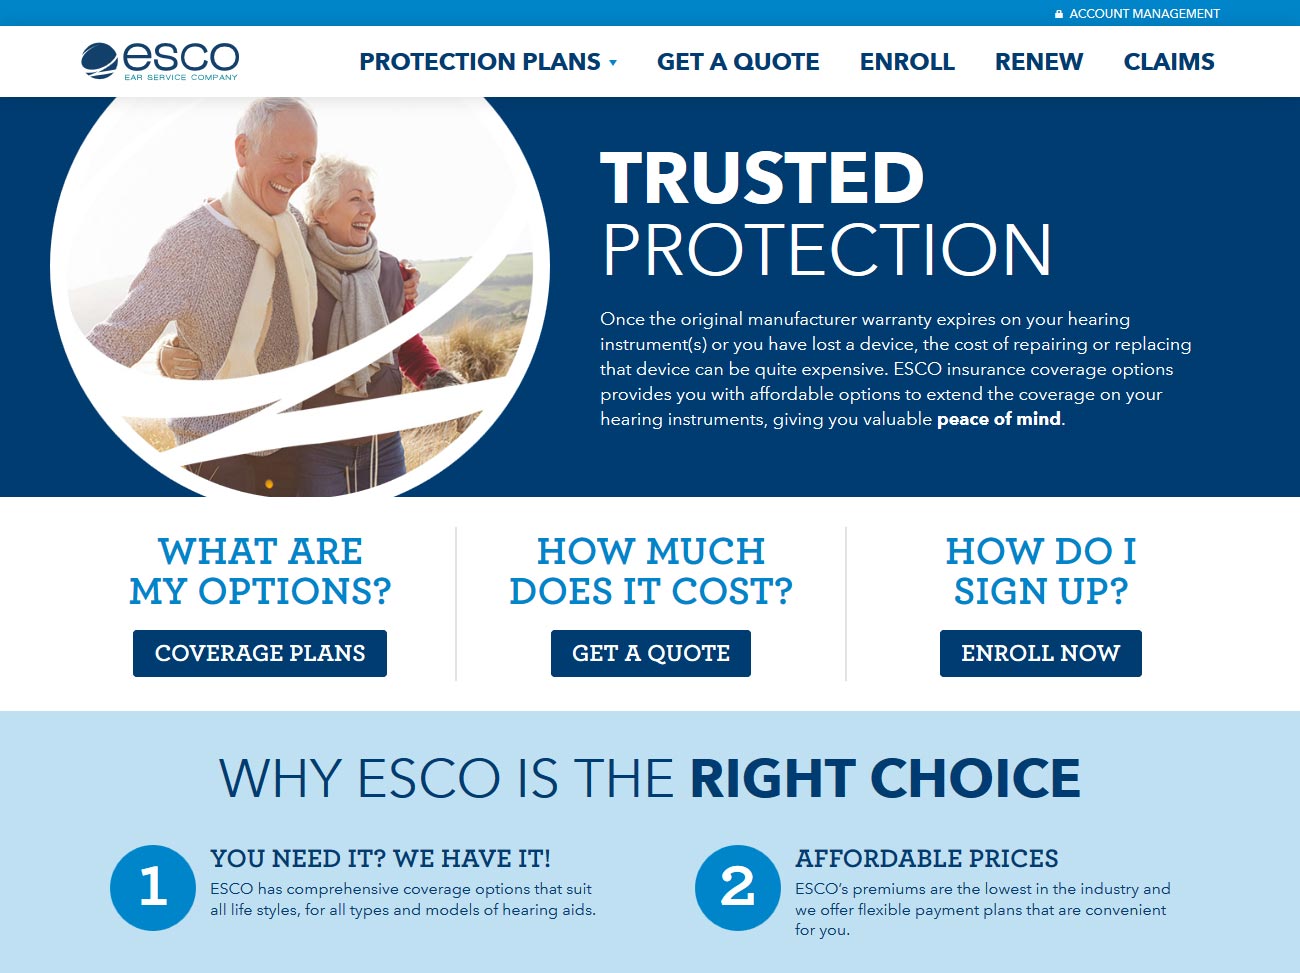 ACCOUNT MANAGEMENT
esco
EAR SERVICE COMPANY
PROTECTION PLANS
GET A QUOTE
ENROLL
RENEW
CLAIMS
TRUSTED
PROTECTION
Once the original manufacturer warranty expires on your hearing
instrument(s) or you have lost a device, the cost of repairing or replacing
that device can be quite expensive. ESCO insurance coverage options
provides you with affordable options to extend the coverage on your
hearing instruments, giving you valuable peace of mind.
WHAT ARE
MY OPTIONS?
COVERAGE PLANS
HOW MUCH
DOES IT COST?
GET A QUOTE
HOW DO I
SIGN UP?
ENROLL NOW
WHY ESCO IS THE RIGHT CHOICE
1
YOU NEED IT? WE HAVE IT!
ESCO has comprehensive coverage options that suit
all life styles, for all types and models of hearing aids.
2
AFFORDABLE PRICES
ESCO’s premiums are the lowest in the industry and
we offer flexible payment plans that are convenient
for you.